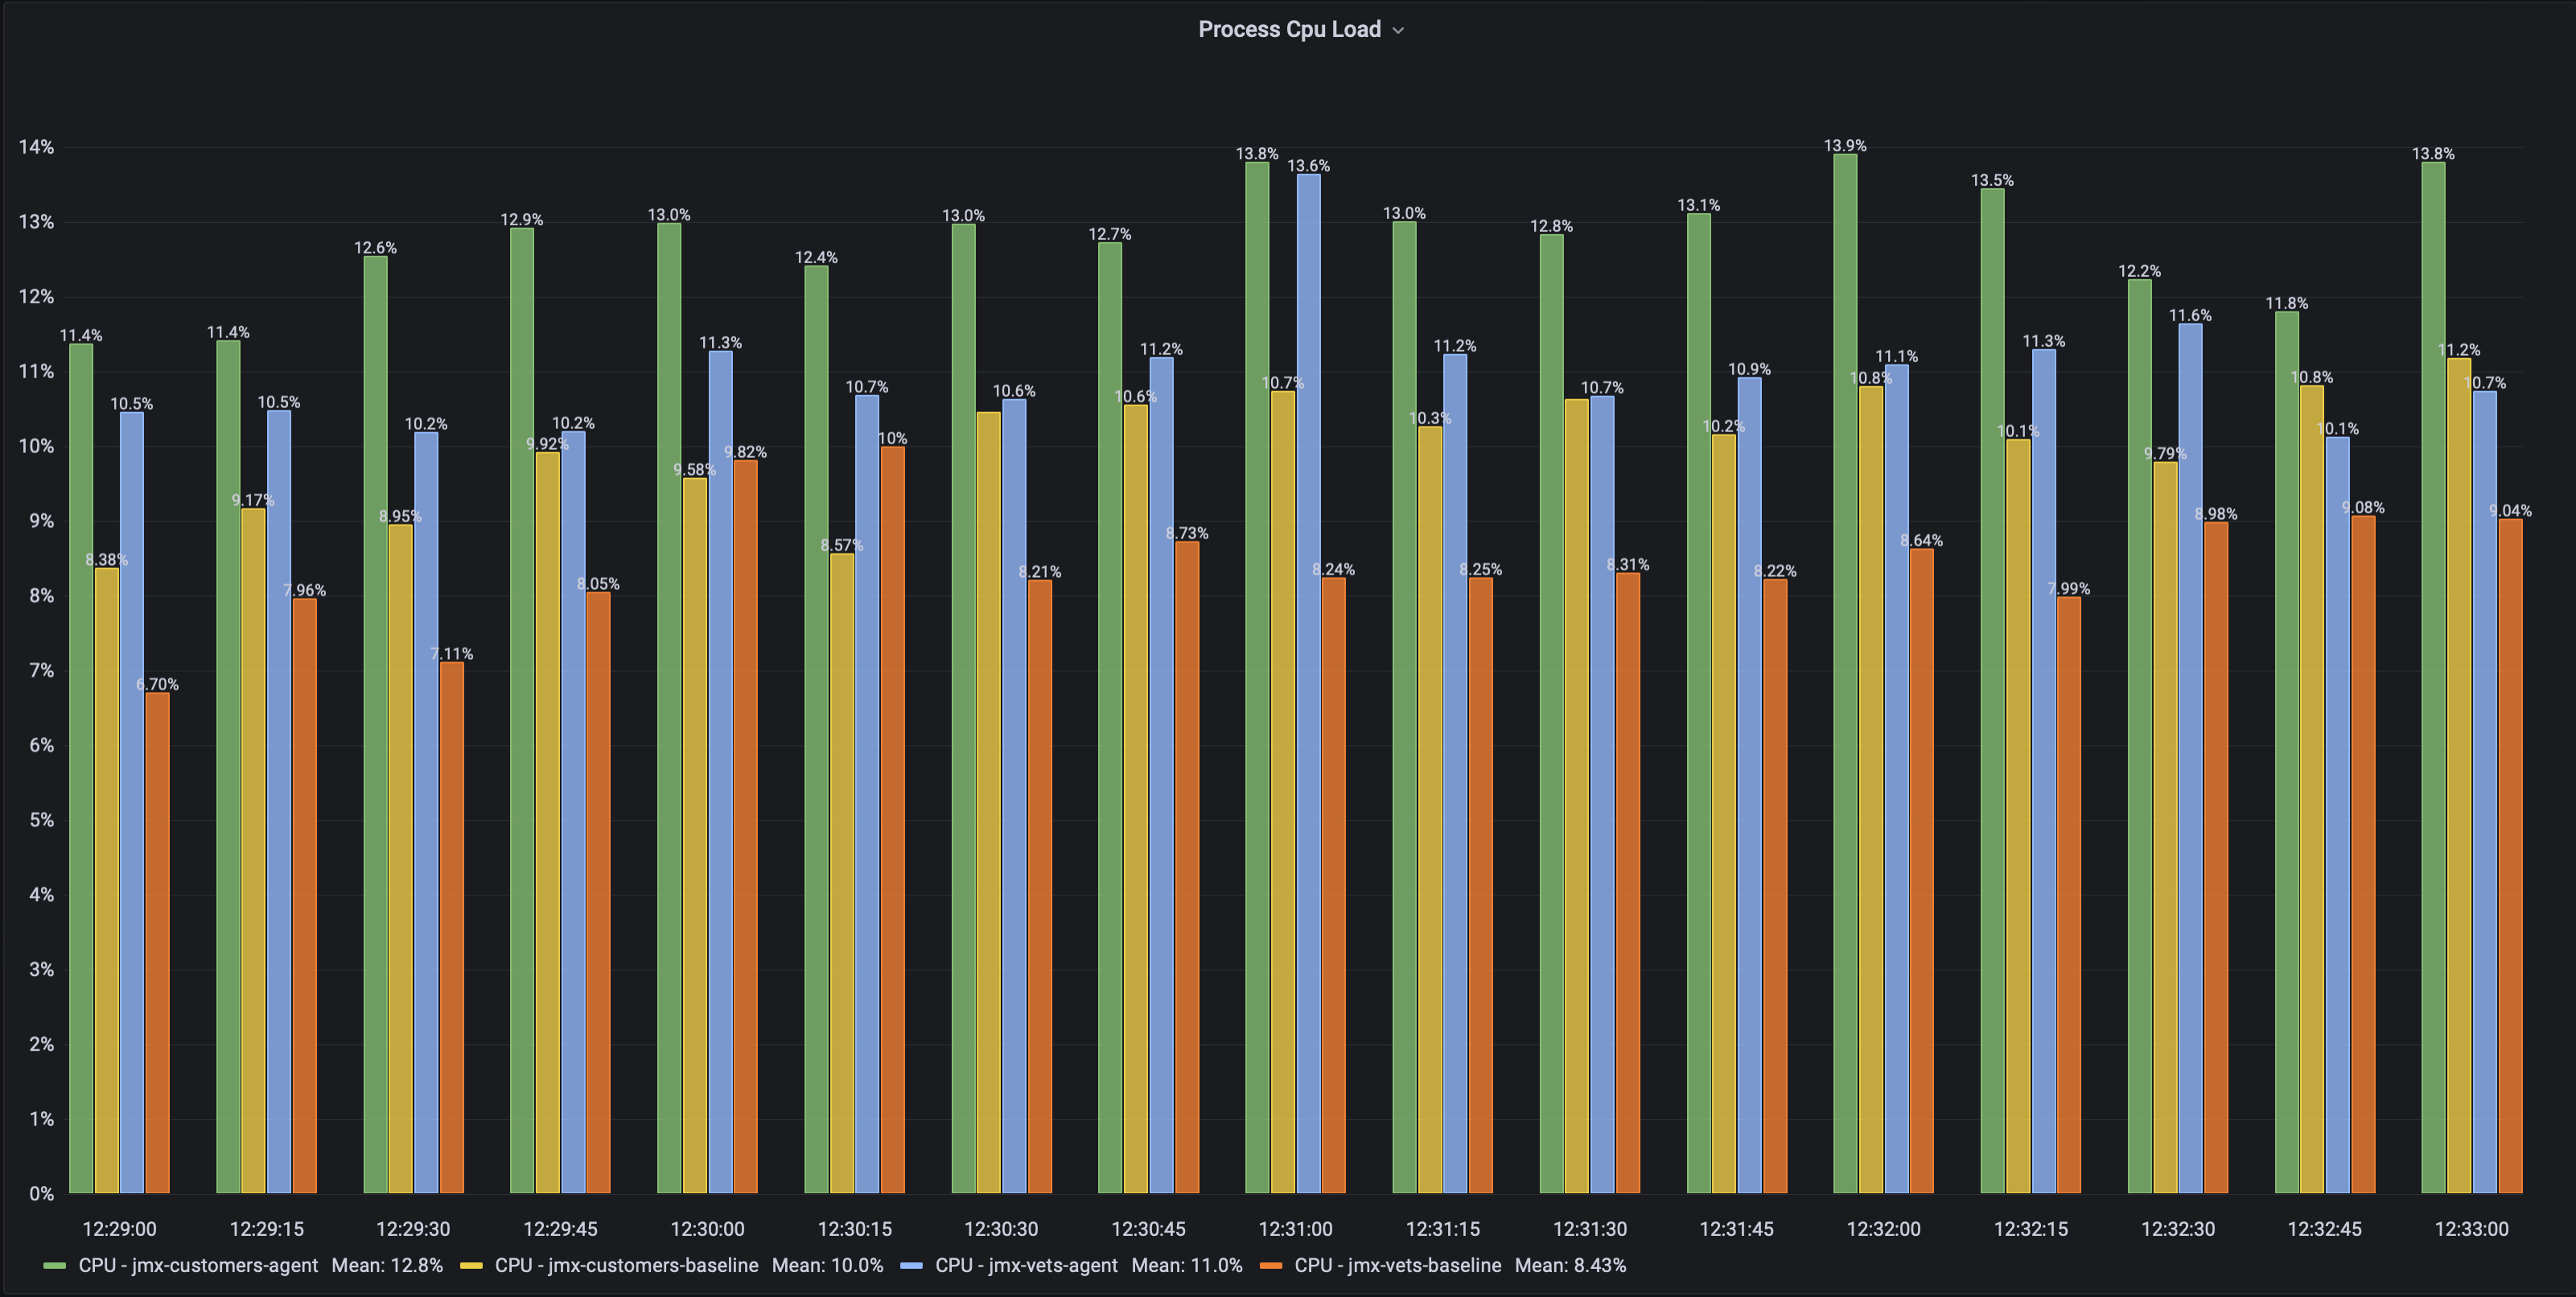 Process Cpu Load
14%
13%
12%
11%
10%
9%
8%
7%
6%
5%
4%
3%
2%
1%
0%
11.4% 8.38% 10.5% 6.70%
11.4% 9.17% 10.5% 7.96%
12.6% 8.95% 10.2% 7.11%
12.9% 9.92% 10.2% 8.05%
13.0% 9.58% 11.3% 9.82%
12.4% 8.57% 10.7% 10%
13.0% 10.6% 8.21%
12.7% 10.6% 11.2% 8.73%
13.8% 10.7% 13.6% 8.24%
13.0% 10.3% 11.2% 8.25%
12.8% 10.7% 8.31%
13.1% 10.2% 10.9% 8.22%
13.9% 10.8% 11.1% 8.64%
13.5% 10.1% 11.3% 7.99%
12.2% 9.79% 11.6% 8.98%
11.8% 10.8% 10.1% 9.08%
13.8% 11.2% 10.7% 9.04%
12:29:00 12:29:15 12:29:30 12:29:45 12:30:00 12:30:15 12:30:30 12:30:45 12:31:00 12:31:15 12:31:30 12:31:45 12:32:00 12:32:15 12:32:30 12:32:45 12:33:00
CPU - jmx-customers-agent Mean: 12.8% CPU - jmx-customers-baseline Mean: 10.0% CPU - jmx-vets-agent Mean: 11.0% CPU - jmx-vets-baseline Mean: 8.43%